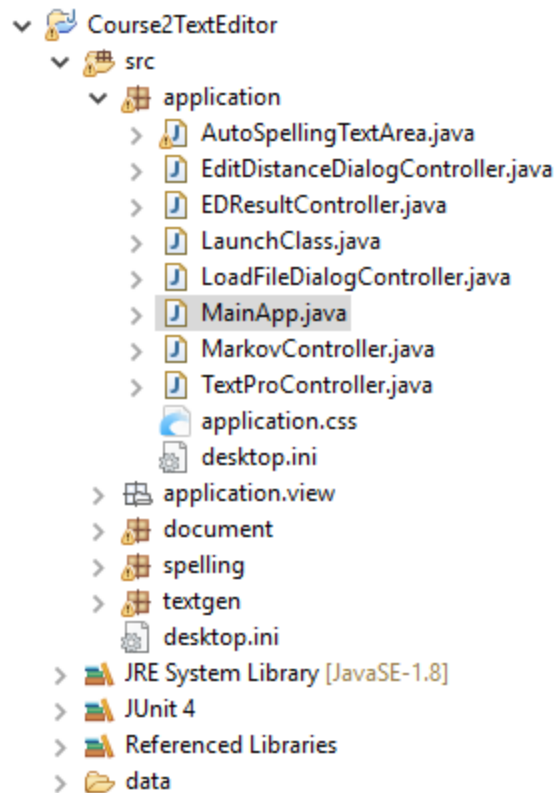 Course2TextEditor
src
application
AutoSpellingTextArea.java
EditDistanceDialogController.java
EDResultController.java
LaunchClass.java
LoadFileDialogController.java
MainApp.java
MarkovController.java
TextProController.java
application.css
desktop.ini
application.view
document
spelling
textgen
desktop.ini
JRE System Library [JavaSE-1.8]
JUnit 4
Referenced Libraries
data